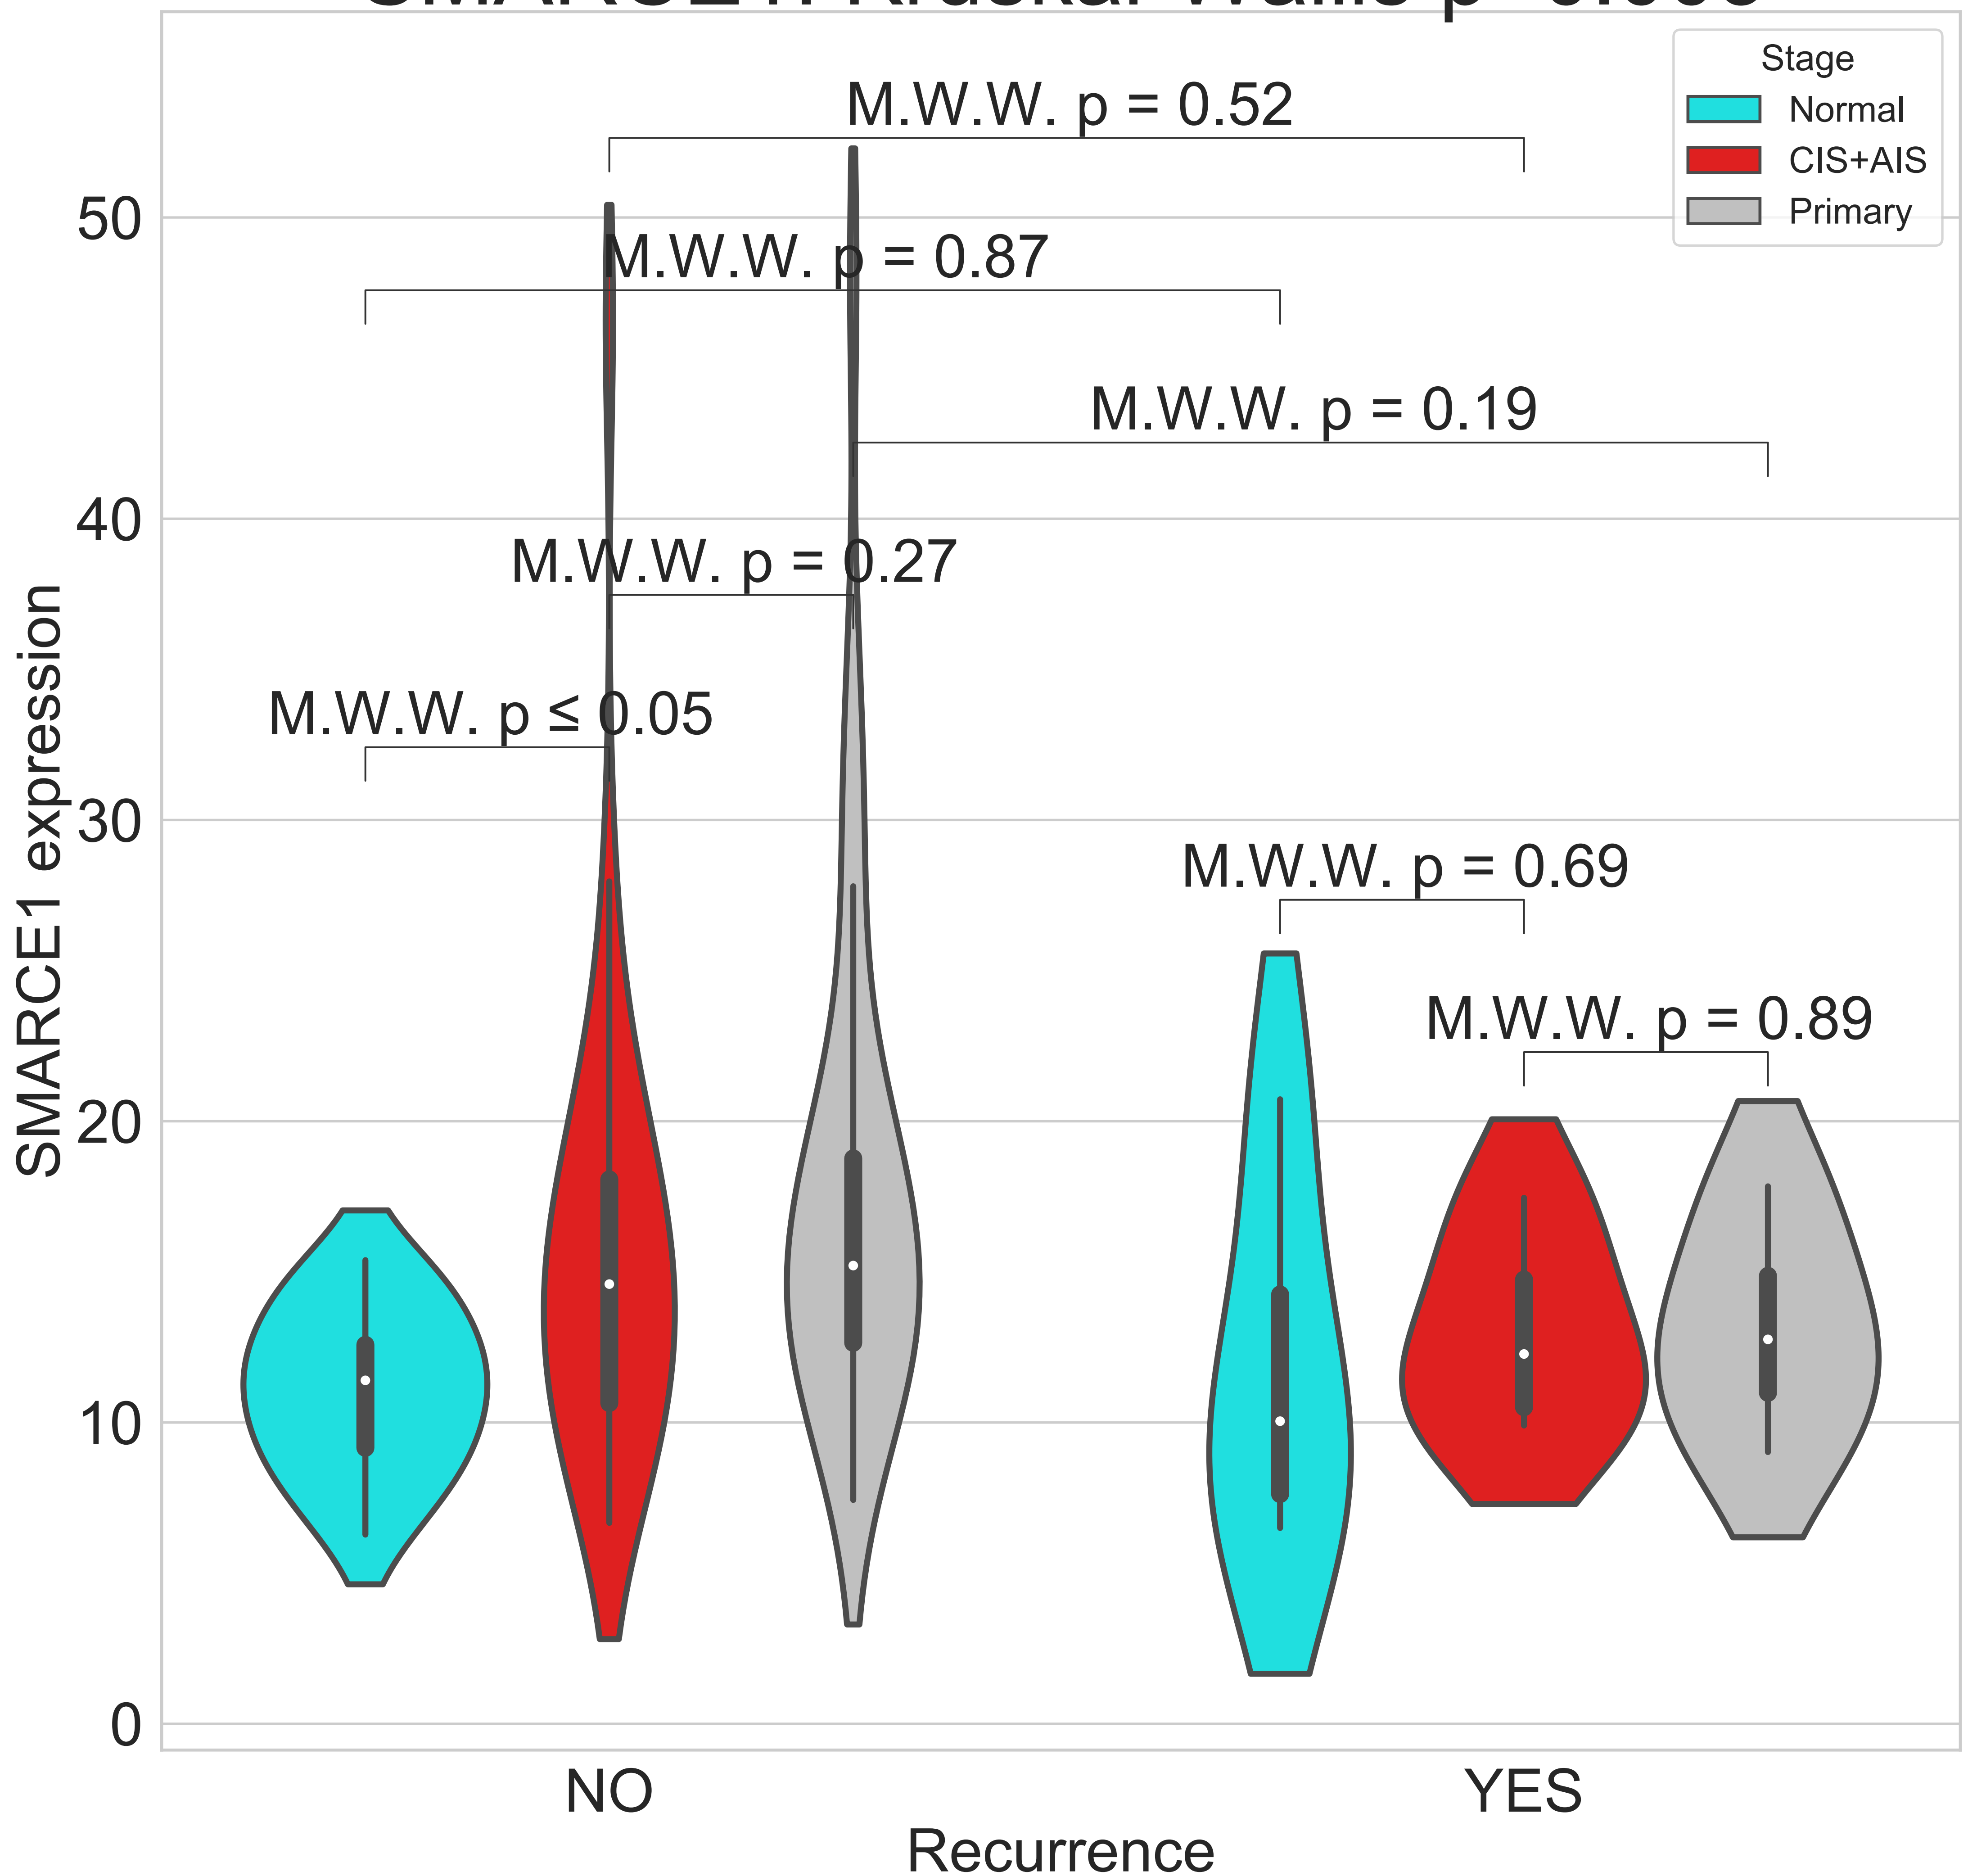 Stage
Normal
CIS+AIS
Primary
M.W.W. p = 0.52
M.W.W. p = 0.87
M.W.W. p = 0.19
M.W.W. p = 0.27
M.W.W. p ≤ 0.05
M.W.W. p = 0.69
M.W.W. p = 0.89
50
40
30
20
10
0
SMARCE1 expression
NO
YES
Recurrence